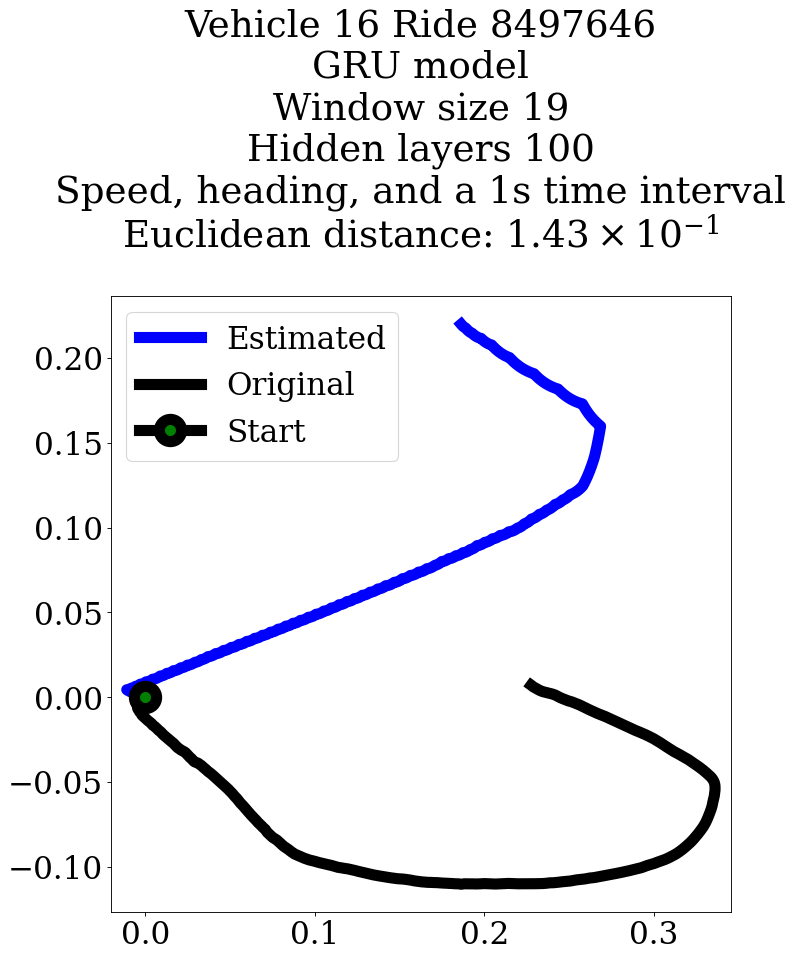 Vehicle 16 Ride 8497646
GRU model
Window size 19
Hidden layers 100
Speed, heading, and a 1s time interval
Euclidean distance: 1.43 × 10⁻¹
Estimated
Original
Start
0.20
0.15
0.10
0.05
0.00
−0.05
−0.10
0.0 0.1 0.2 0.3